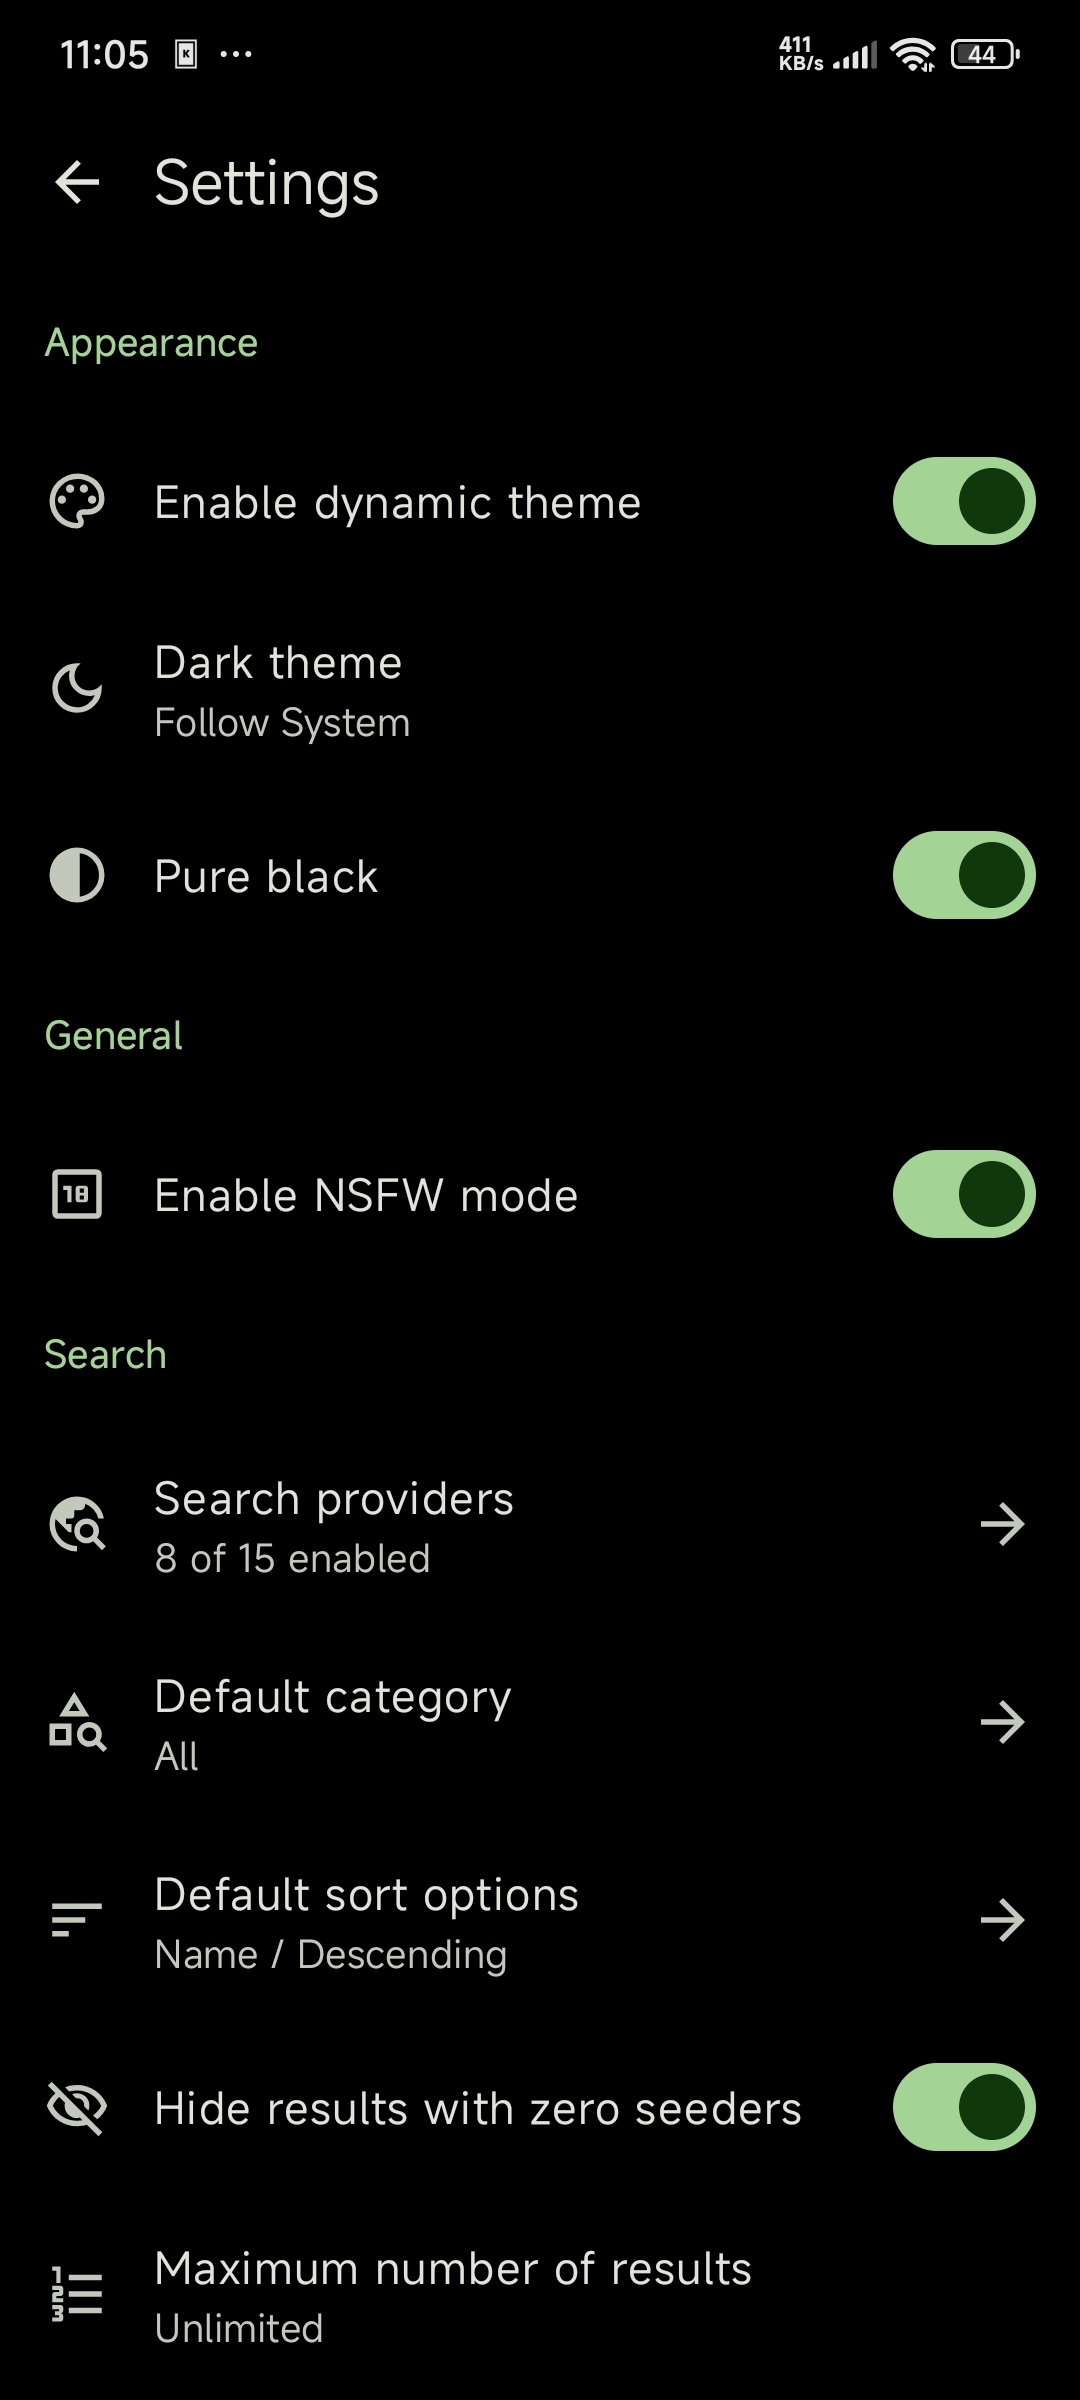 11:05 K ...
411 KB/s 44
Settings
Appearance
Enable dynamic theme
Dark theme
Follow System
Pure black
General
18 Enable NSFW mode
Search
Search providers
8 of 15 enabled
Default category
All
Default sort options
Name / Descending
Hide results with zero seeders
Maximum number of results
Unlimited